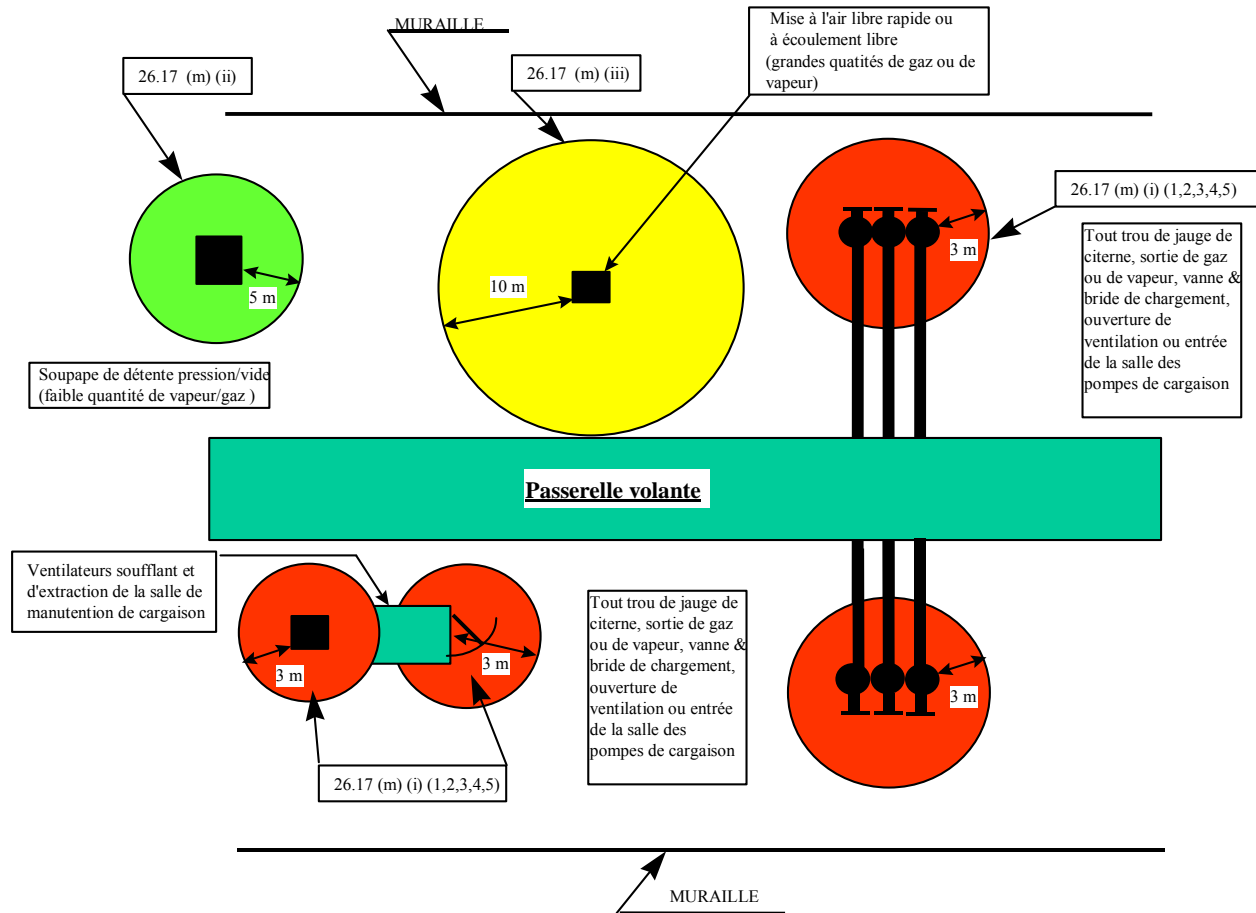 MURAILLE
Mise à l'air libre rapide ou
à écoulement libre
(grandes quatités de gaz ou de
vapeur)
26.17 (m) (ii)
26.17 (m) (iii)
26.17 (m) (i) (1,2,3,4,5)
3 m
Tout trou de jauge de
citerne, sortie de gaz
ou de vapeur, vanne &
bride de chargement,
ouverture de
ventilation ou entrée
de la salle des
pompes de cargaison
10 m
5 m
Soupape de détente pression/vide
(faible quantité de vapeur/gaz )
Passerelle volante
Ventilateurs soufflant et
d'extraction de la salle de
manutention de cargaison
Tout trou de jauge de
citerne, sortie de gaz
ou de vapeur, vanne &
bride de chargement,
ouverture de
ventilation ou entrée
de la salle des
pompes de cargaison
3 m
3 m
3 m
26.17 (m) (i) (1,2,3,4,5)
MURAILLE